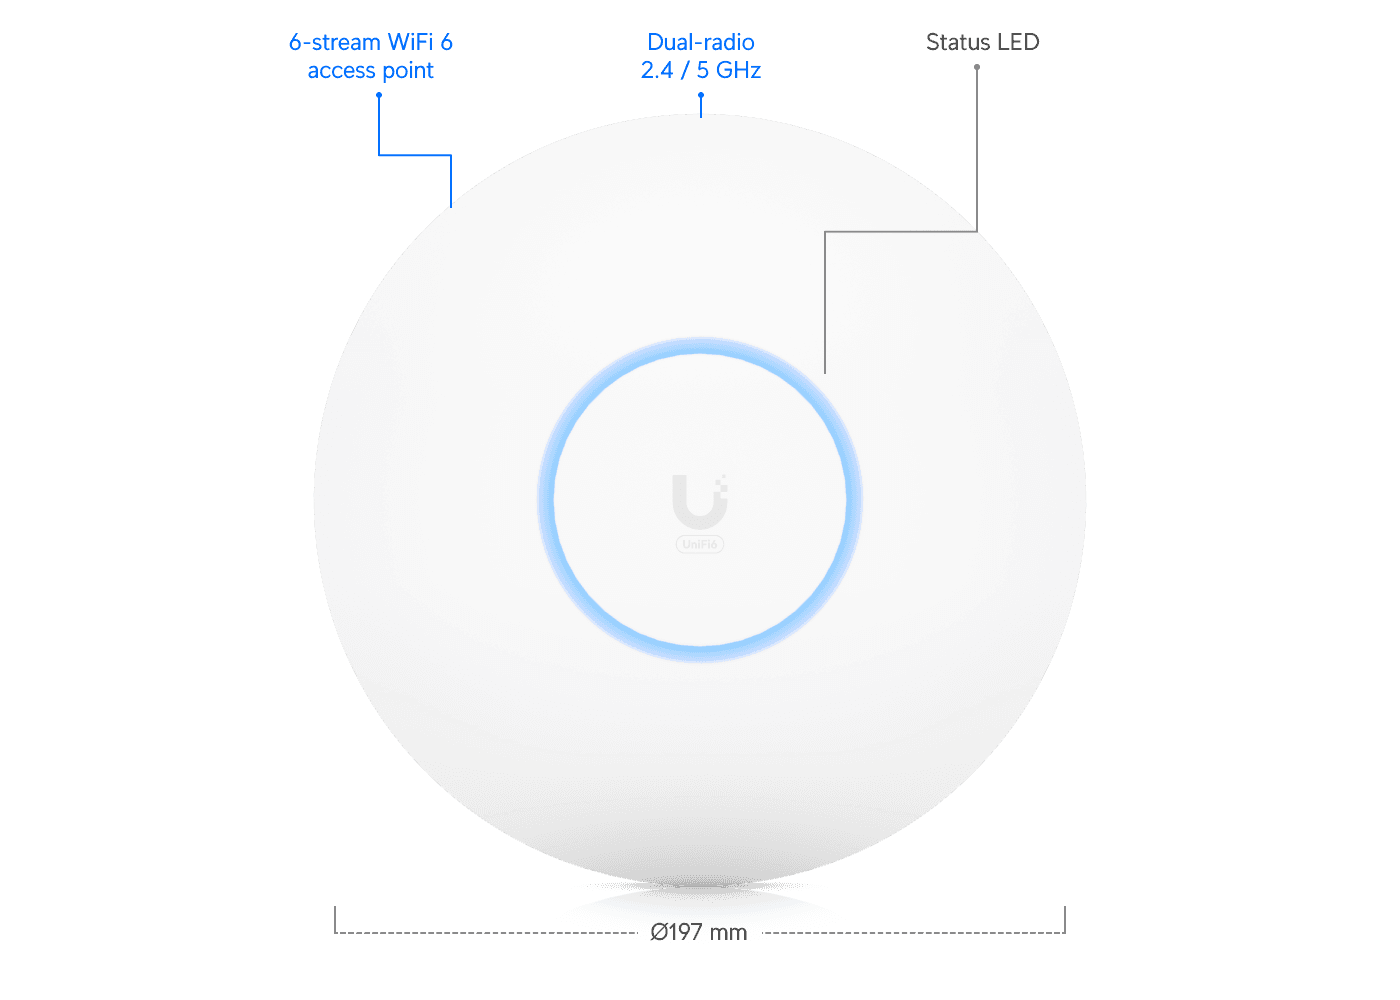 6-stream WiFi 6
access point
Dual-radio
2.4 / 5 GHz
Status LED
UniFi6
Ø197 mm